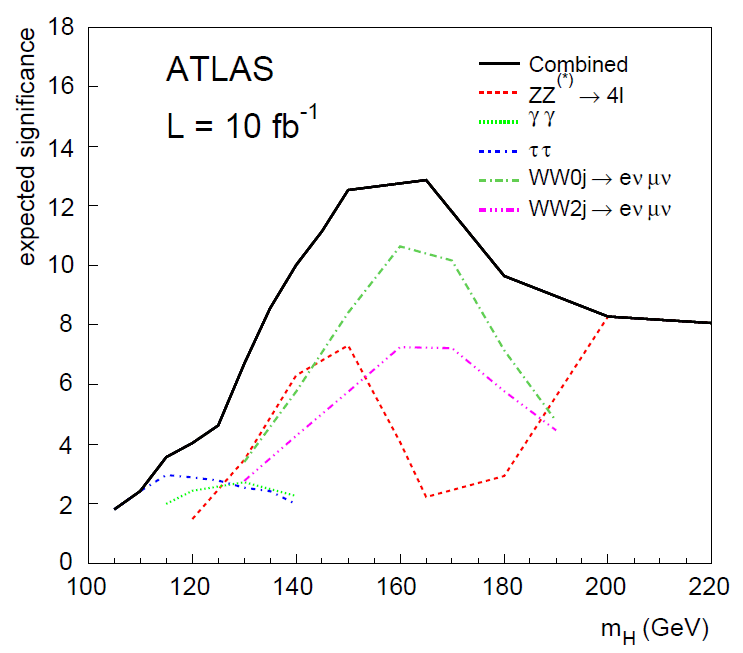 expected significance
18
16
14
12
10
8
6
4
2
0
ATLAS
L = 10 fb⁻¹
Combined
ZZ⁽*⁾ → 4l
γ γ
τ τ
WW0j → eν μν
WW2j → eν μν
100 120 140 160 180 200 220
m_H (GeV)